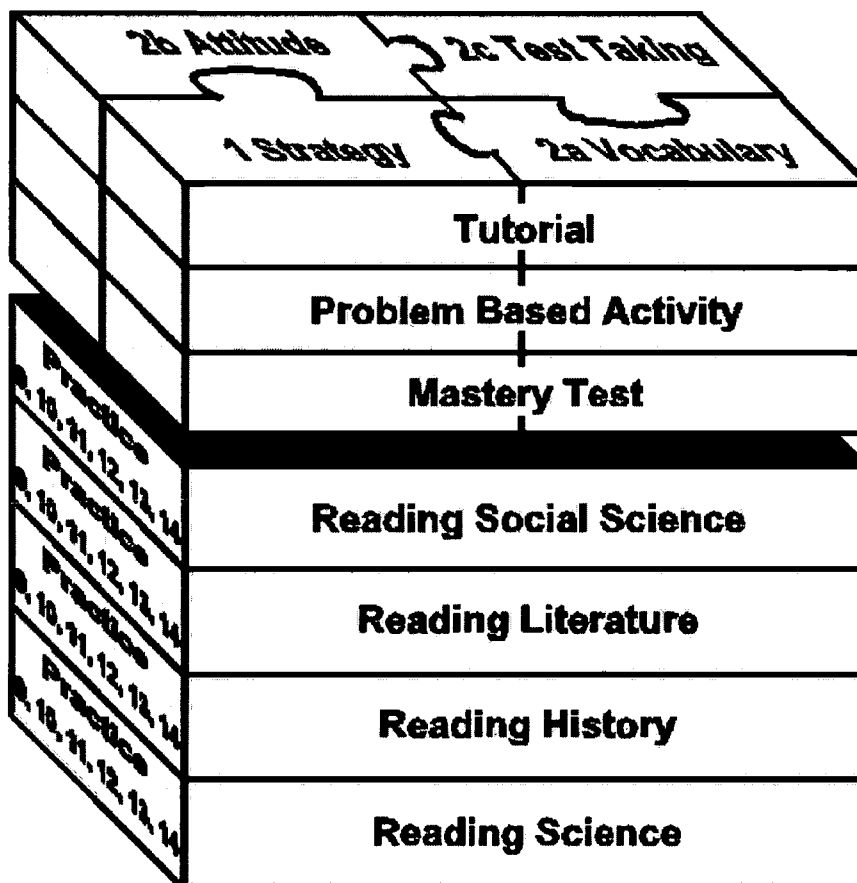 2b Attitude
2c Test Taking
1 Strategy
2a Vocabulary
Tutorial
Problem Based Activity
Mastery Test
Practice
9, 10, 11, 12, 13, 14
Reading Social Science
Practice
9, 10, 11, 12, 13, 14
Reading Literature
Practice
9, 10, 11, 12, 13, 14
Reading History
Practice
9, 10, 11, 12, 13, 14
Reading Science